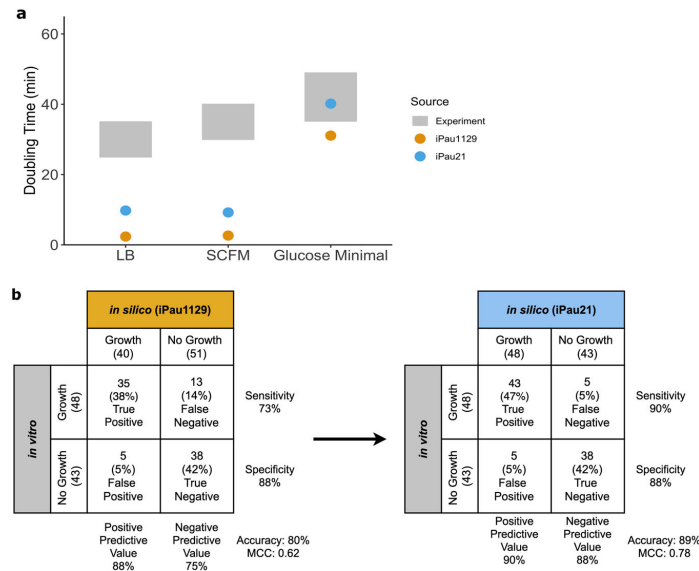 a
Doubling Time (min)
60
40
20
0
LB
SCFM
Glucose Minimal
Source
Experiment
iPau1129
iPau21
b
in silico (iPau1129)
Growth
(40)
No Growth
(51)
in vitro
Growth
(48)
35
(38%)
True
Positive
13
(14%)
False
Negative
Sensitivity
73%
No Growth
(43)
5
(5%)
False
Positive
38
(42%)
True
Negative
Specificity
88%
Positive
Predictive
Value
88%
Negative
Predictive
Value
75%
Accuracy: 80%
MCC: 0.62
in silico (iPau21)
Growth
(48)
No Growth
(43)
in vitro
Growth
(48)
43
(47%)
True
Positive
5
(5%)
False
Negative
Sensitivity
90%
No Growth
(43)
5
(5%)
False
Positive
38
(42%)
True
Negative
Specificity
88%
Positive
Predictive
Value
90%
Negative
Predictive
Value
88%
Accuracy: 89%
MCC: 0.78